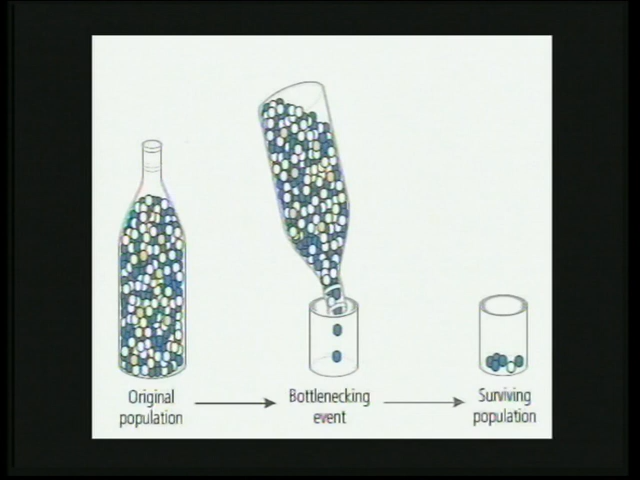 Original
population
Bottlenecking
event
Surviving
population